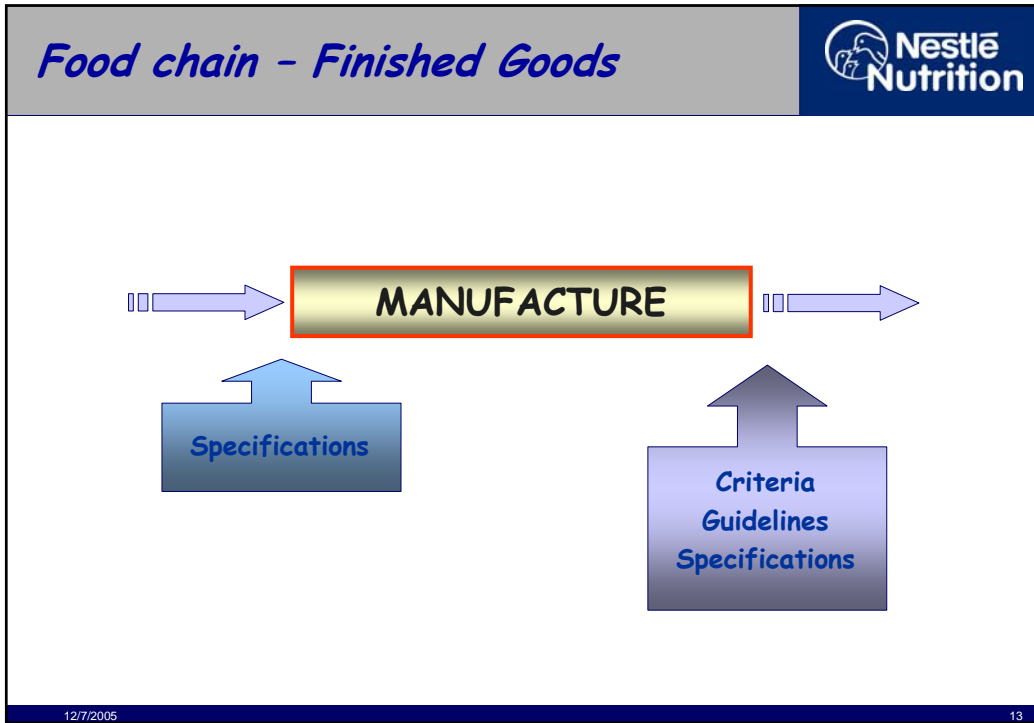 Food chain – Finished Goods
Nestlé
Nutrition
MANUFACTURE
Specifications
Criteria
Guidelines
Specifications
12/7/2005
13